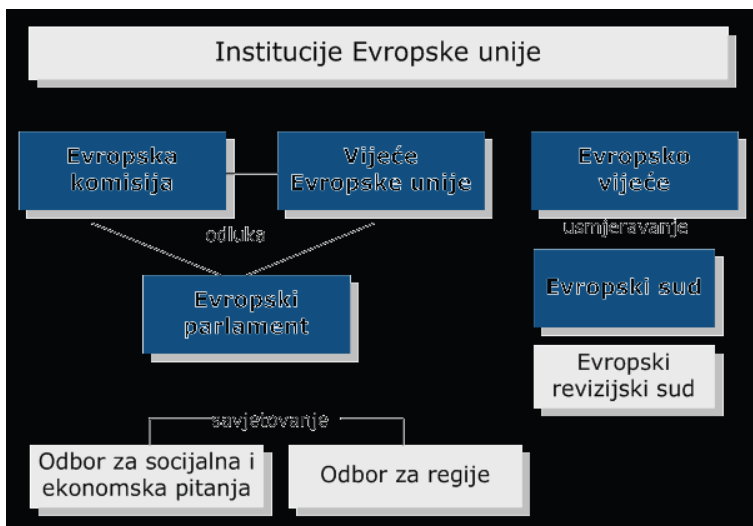 Institucije Evropske unije
Evropska
komisija
Vijeće
Evropske unije
Evropsko
vijeće
odluka
usmjeravanje
Evropski
parlament
Evropski sud
Evropski
revizijski sud
savjetovanje
Odbor za socijalna i
ekonomska pitanja
Odbor za regije